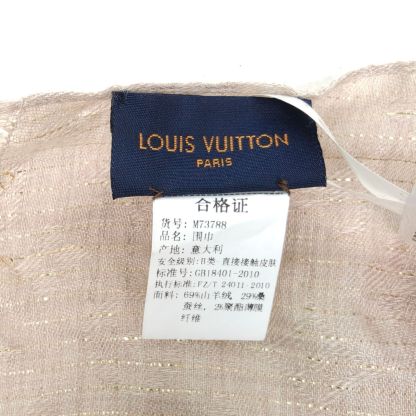 LOUIS VUITTON
PARIS
合格证
货号: M73788
品名: 围巾
产地: 意大利
安全级别: B类-直接接触皮肤
标准号: GB18401-2010
执行标准: FZ/T 24011-2010
面料: 69%山羊绒, 29%桑
蚕丝, 2%聚酯薄膜
纤维